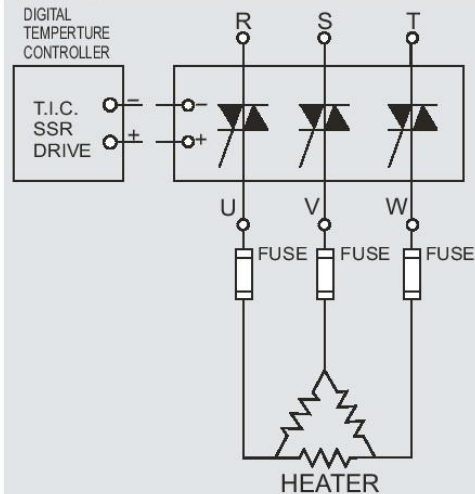 DIGITAL
TEMPERTURE
CONTROLLER
R S T
T.I.C.
SSR
DRIVE
− −
+ +
U V W
FUSE FUSE FUSE
HEATER